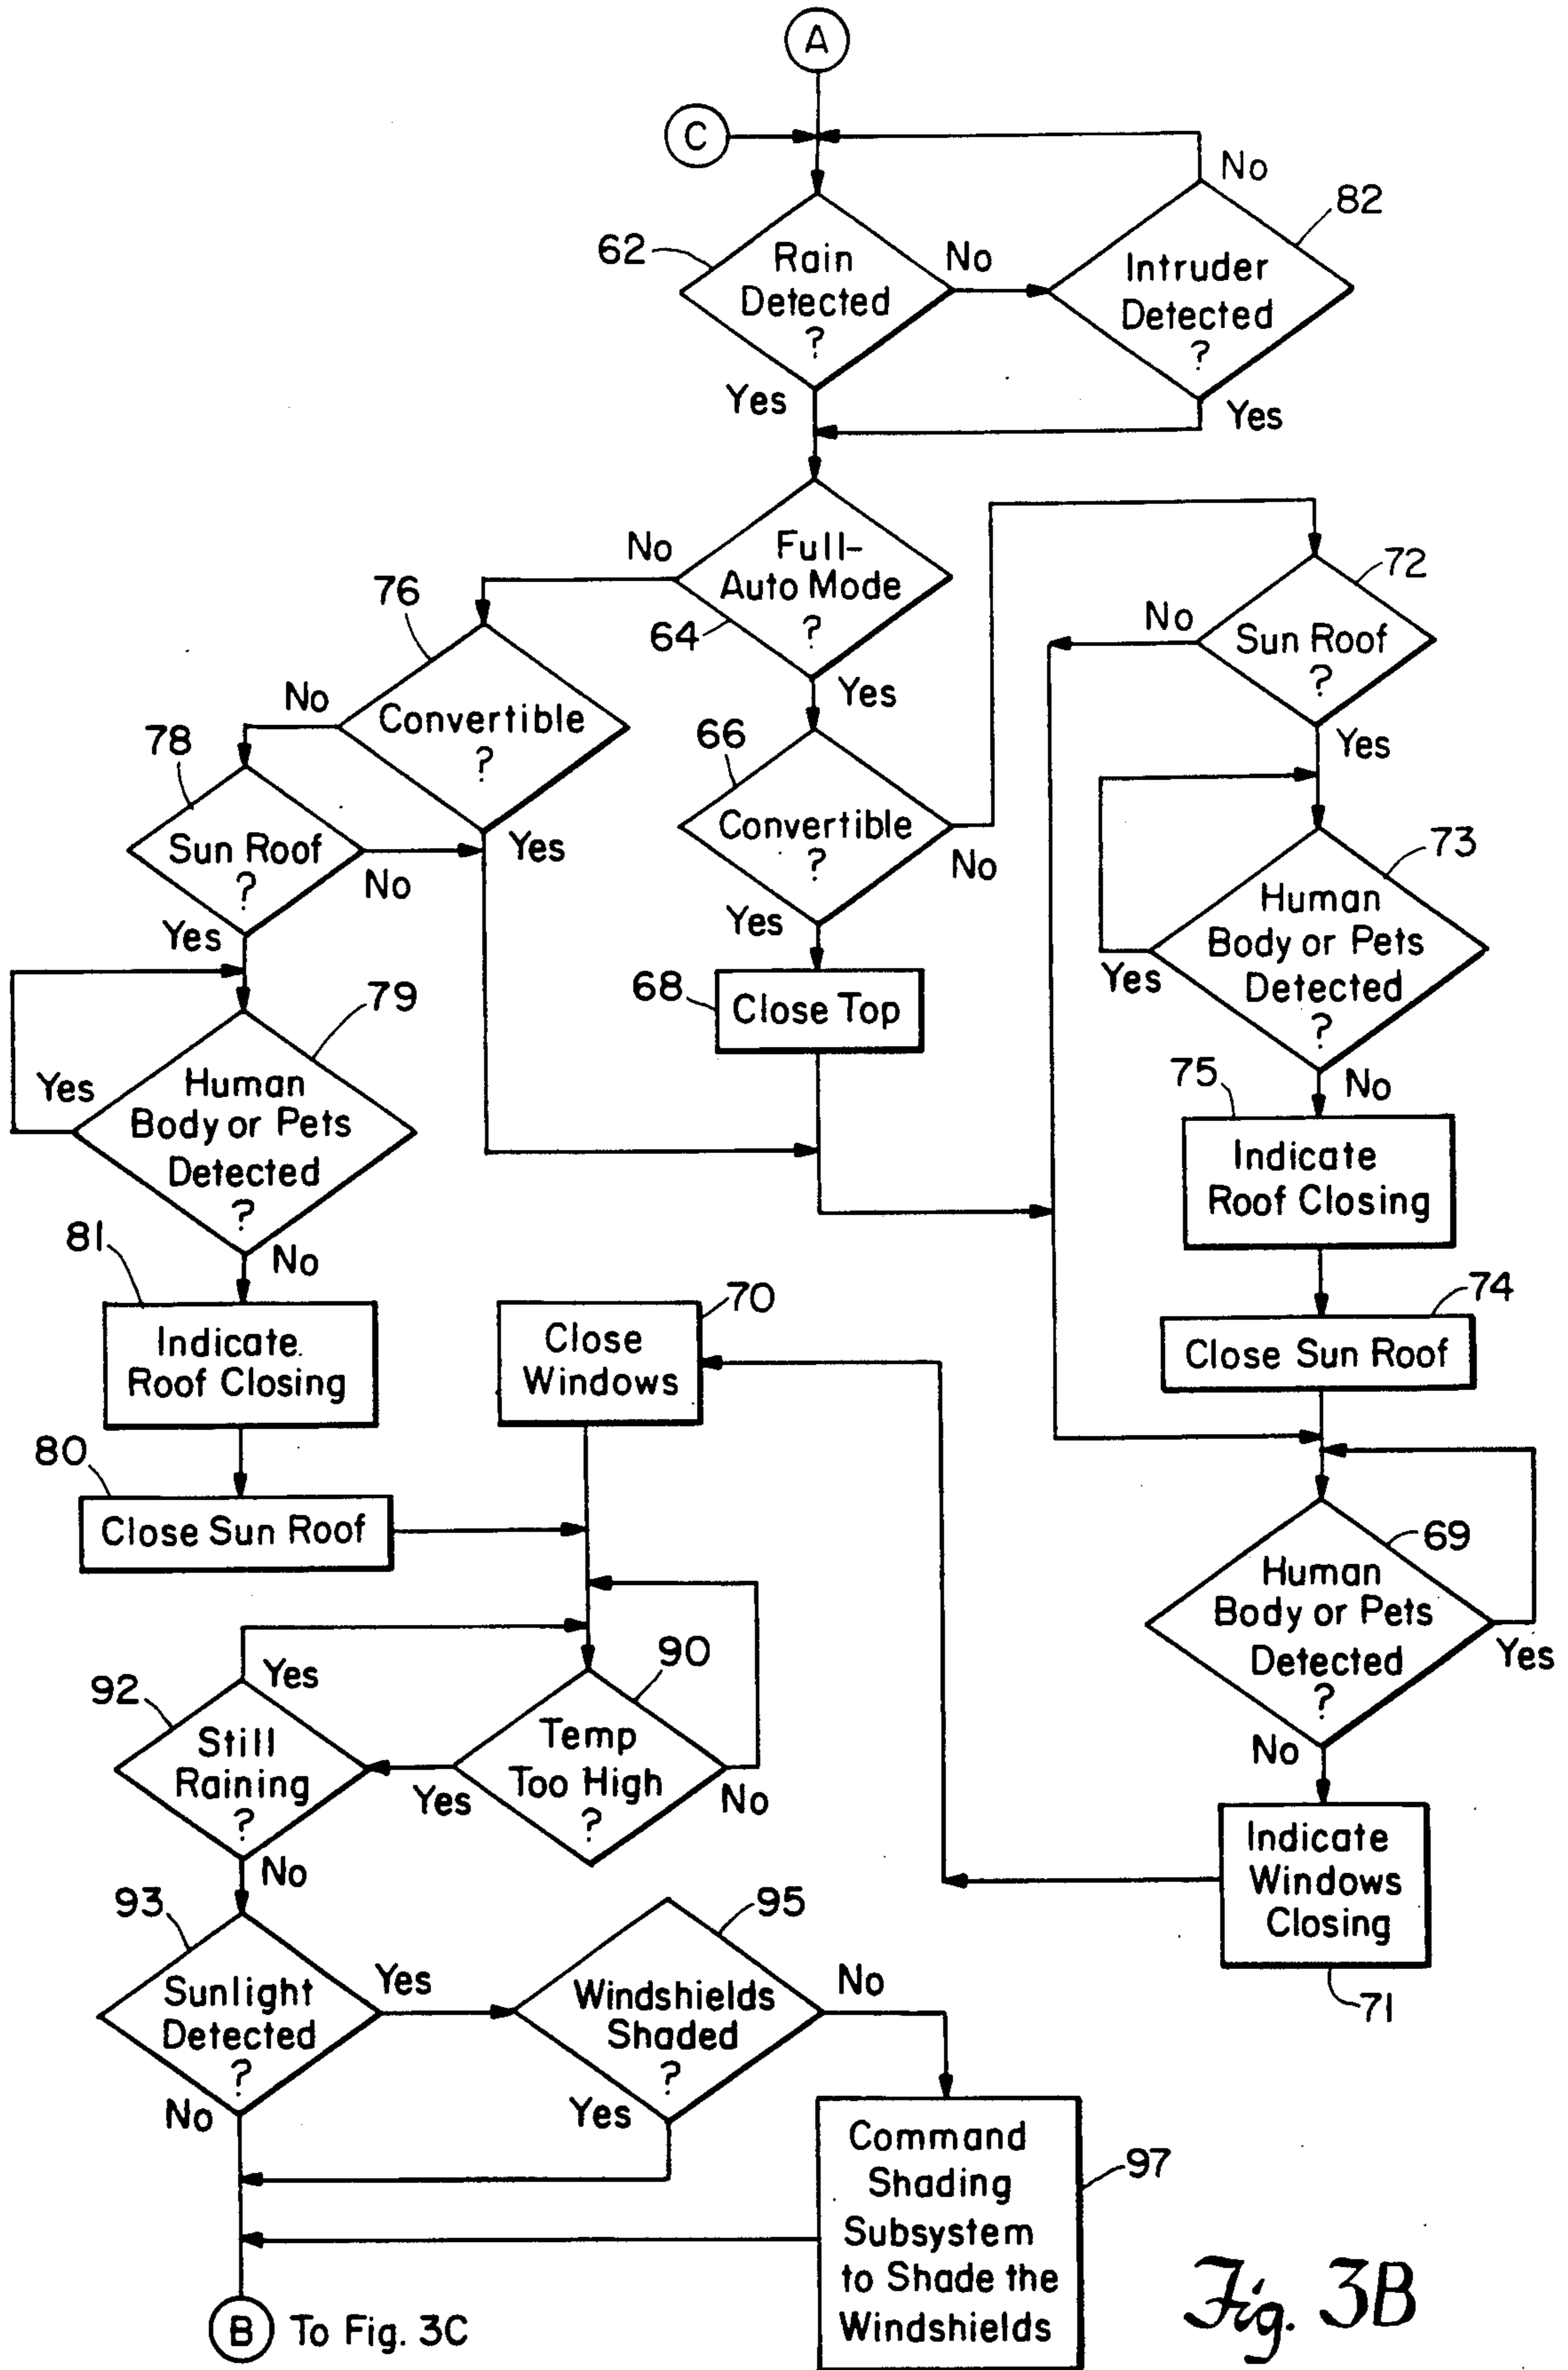 A
C
No
82
62
Rain
Detected
?
No
Intruder
Detected
?
Yes
Yes
No
Full-
Auto Mode
?
64
76
72
No
Sun Roof
?
Yes
No
Convertible
?
Yes
78
66
Convertible
?
No
Yes
Sun Roof
?
No
Yes
73
Human
Body or Pets
Detected
?
Yes
No
68
Close Top
79
Yes
Human
Body or Pets
Detected
?
No
75
Indicate
Roof Closing
81
Indicate
Roof Closing
70
Close
Windows
74
Close Sun Roof
80
Close Sun Roof
69
Human
Body or Pets
Detected
?
Yes
No
90
Temp
Too High
?
Yes
No
92
Yes
Still
Raining
?
No
Indicate
Windows
Closing
71
93
Sunlight
Detected
?
Yes
No
95
Windshields
Shaded
?
No
Yes
Command
Shading
Subsystem
to Shade the
Windshields
97
B To Fig. 3C
Fig. 3B